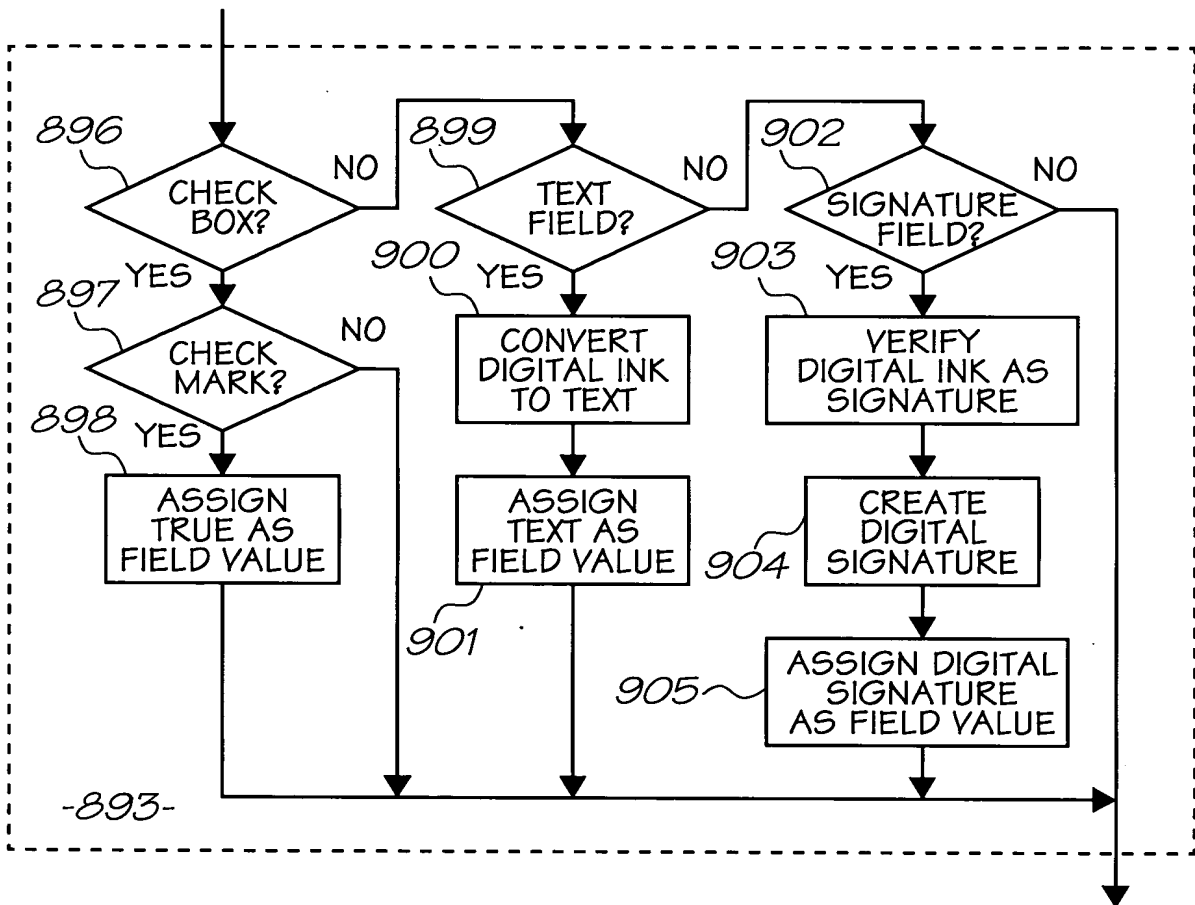 896
CHECK
BOX?
NO
YES
899
TEXT
FIELD?
NO
YES
902
SIGNATURE
FIELD?
NO
YES
897
CHECK
MARK?
NO
YES
900
CONVERT
DIGITAL INK
TO TEXT
903
VERIFY
DIGITAL INK AS
SIGNATURE
898
ASSIGN
TRUE AS
FIELD VALUE
ASSIGN
TEXT AS
FIELD VALUE
901
CREATE
DIGITAL
SIGNATURE
904
905
ASSIGN DIGITAL
SIGNATURE
AS FIELD VALUE
-893-